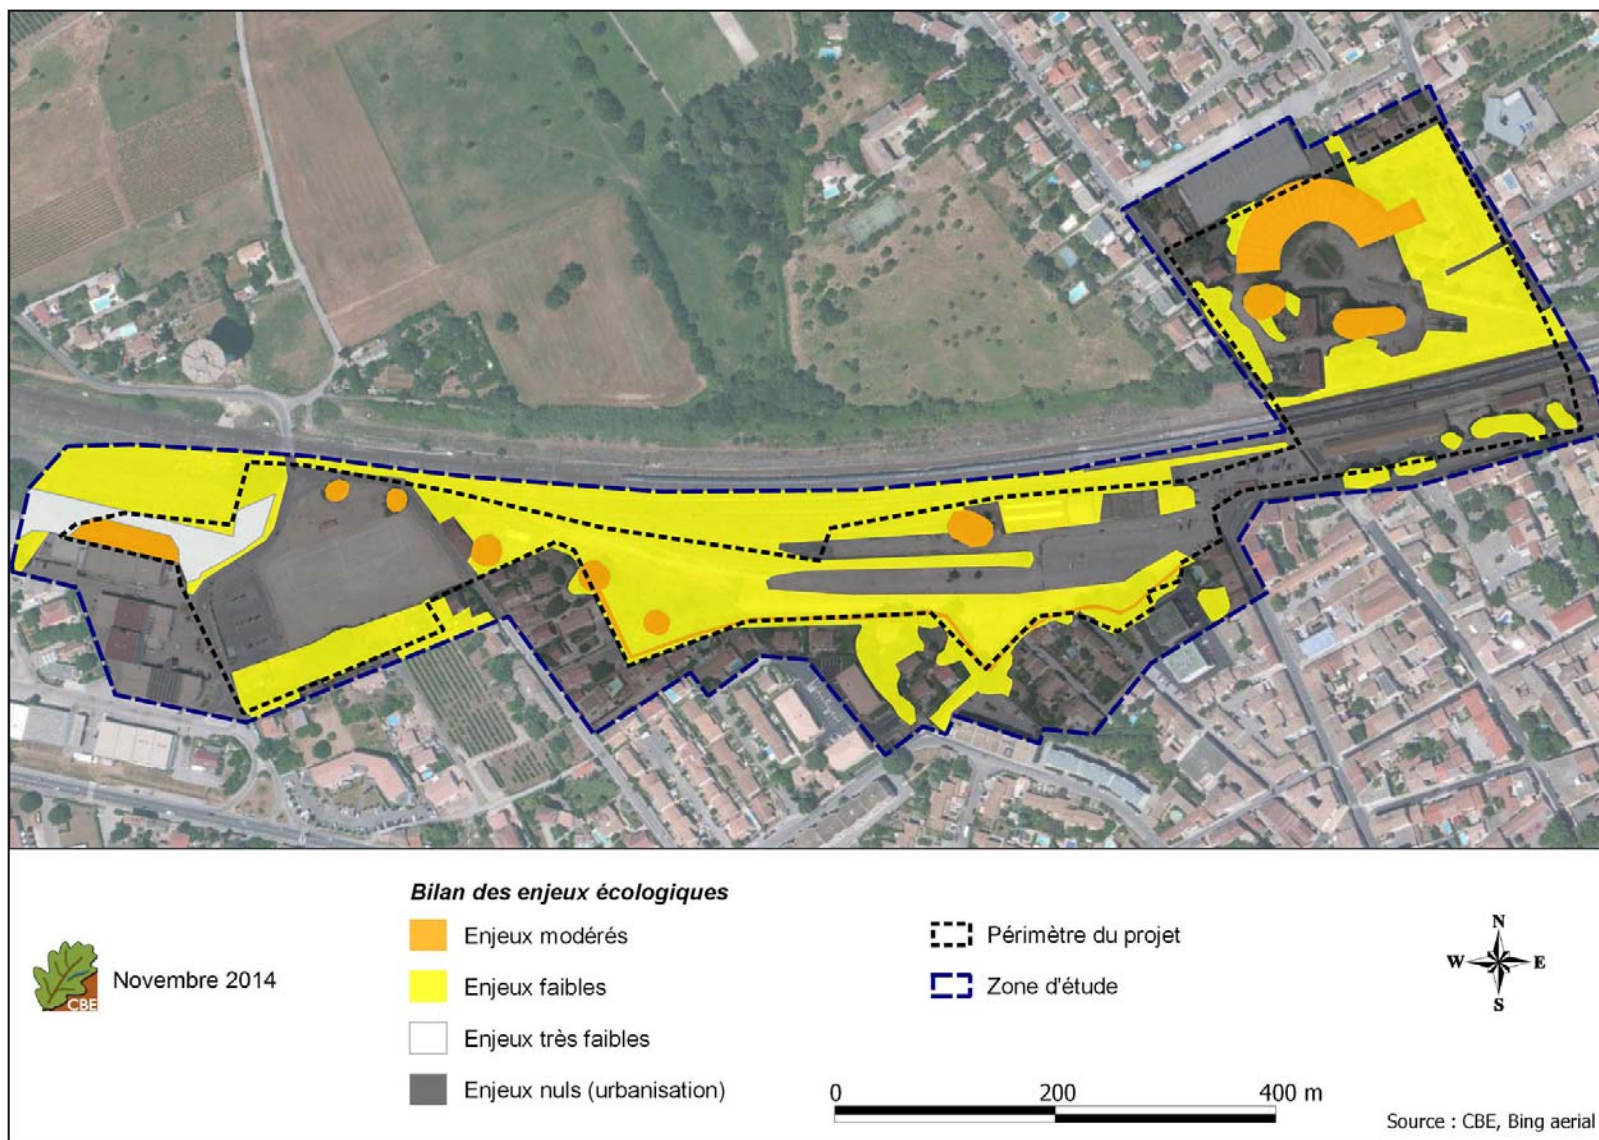 Bilan des enjeux écologiques
Enjeux modérés
Enjeux faibles
Enjeux très faibles
Enjeux nuls (urbanisation)
Périmètre du projet
Zone d'étude
CBE
Novembre 2014
N
W
E
S
0 200 400 m
Source : CBE, Bing aerial